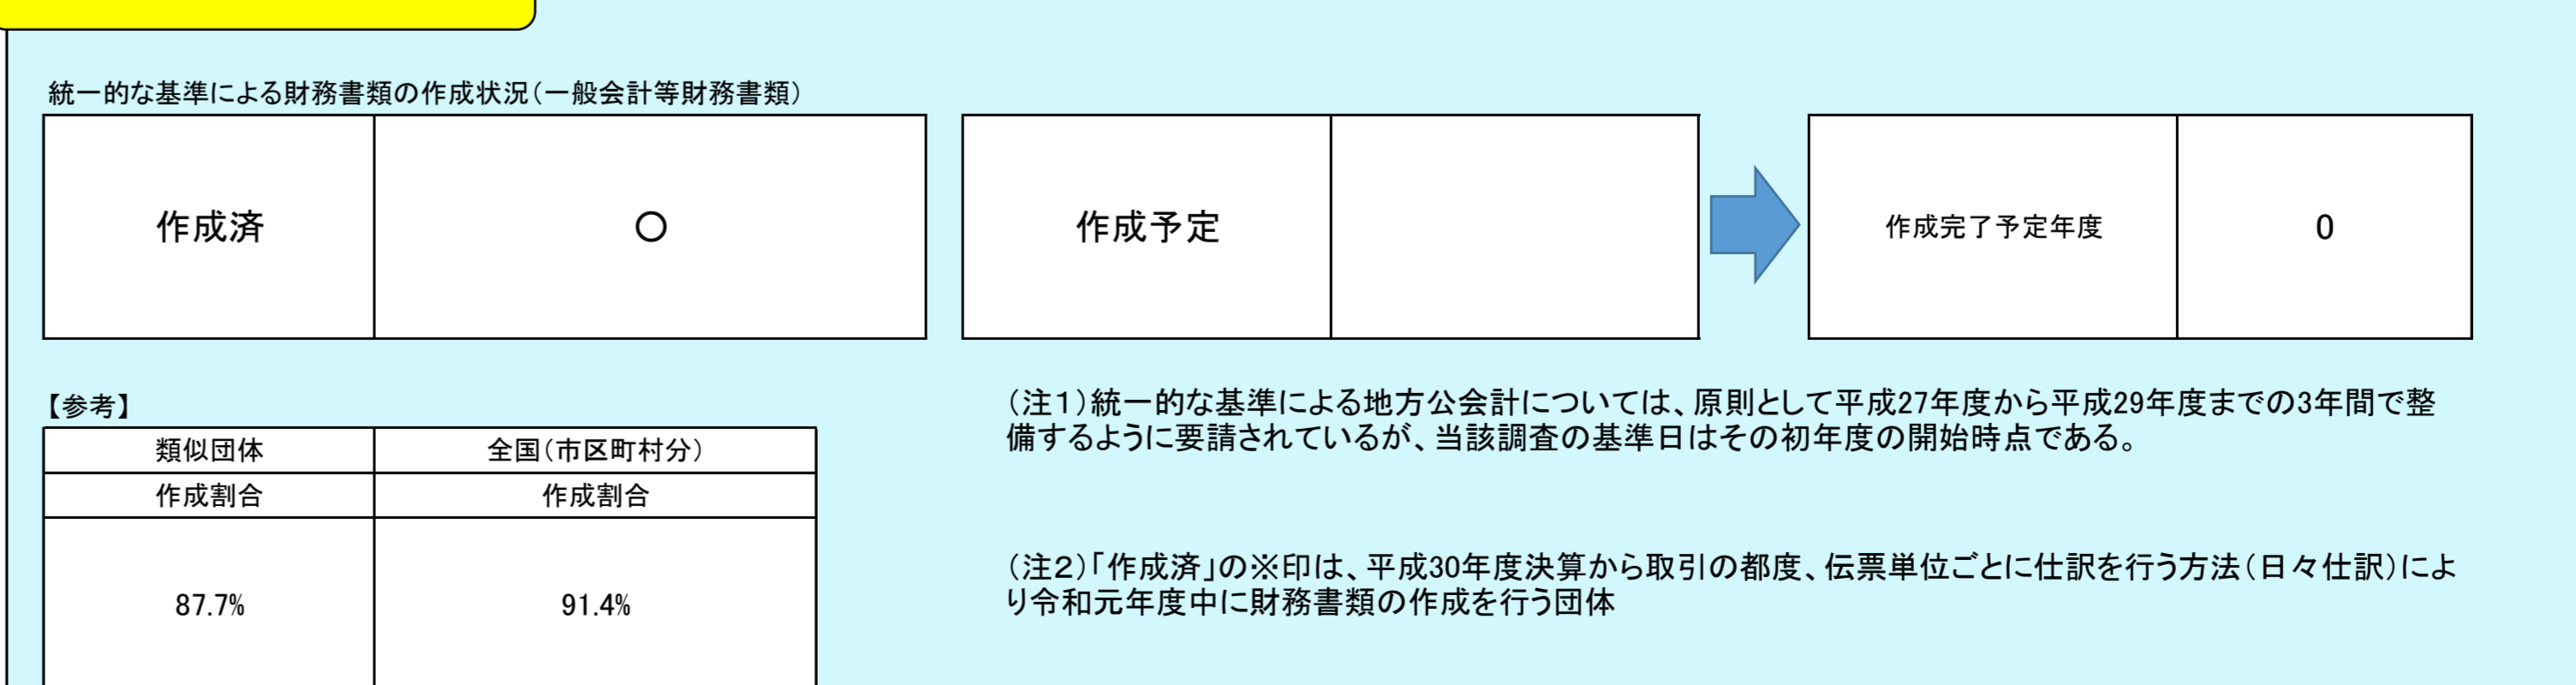 統一的な基準による財務書類の作成状況（一般会計等財務書類）
作成済 〇 作成予定 作成完了予定年度 0
【参考】
類似団体 全国（市区町村分）
作成割合 作成割合
87.7% 91.4%
（注１）統一的な基準による地方公会計については、原則として平成27年度から平成29年度までの3年間で整
備するように要請されているが、当該調査の基準日はその初年度の開始時点である。
（注２）「作成済」の※印は、平成30年度決算から取引の都度、伝票単位ごとに仕訳を行う方法（日々仕訳）によ
り令和元年度中に財務書類の作成を行う団体